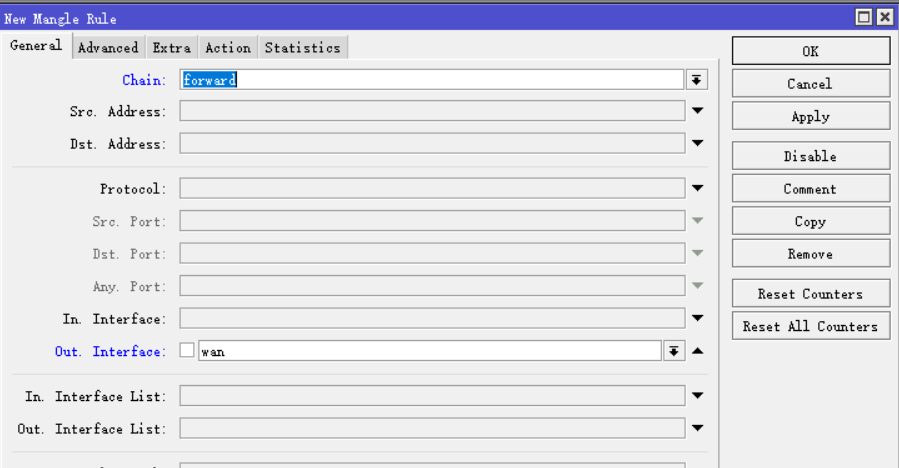 New Mangle Rule
General Advanced Extra Action Statistics
Chain: forward
Src. Address:
Dst. Address:
Protocol:
Src. Port:
Dst. Port:
Any. Port:
In. Interface:
Out. Interface: wan
In. Interface List:
Out. Interface List:
OK
Cancel
Apply
Disable
Comment
Copy
Remove
Reset Counters
Reset All Counters